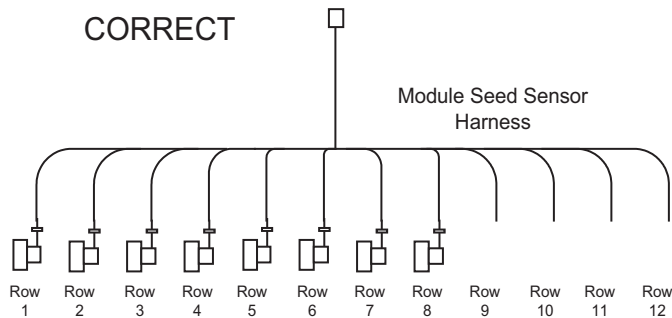 CORRECT
Module Seed Sensor
Harness
Row Row Row Row Row Row Row Row Row Row Row Row
1 2 3 4 5 6 7 8 9 10 11 12